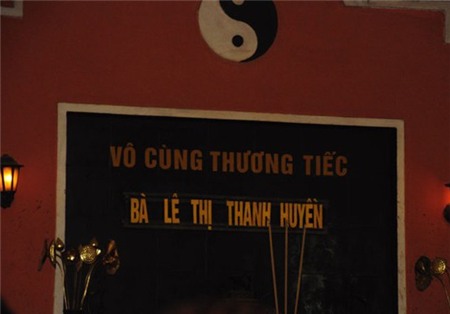 VÔ CÙNG THƯƠNG TIẾC
BÀ LÊ THỊ THANH HUYỀN